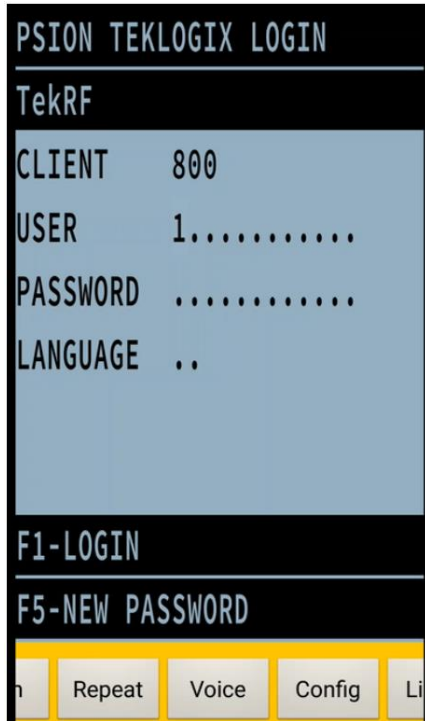 PSION TEKLOGIX LOGIN
TekRF
CLIENT 800
USER 1...........
PASSWORD ............
LANGUAGE ..
F1-LOGIN
F5-NEW PASSWORD
Repeat Voice Config